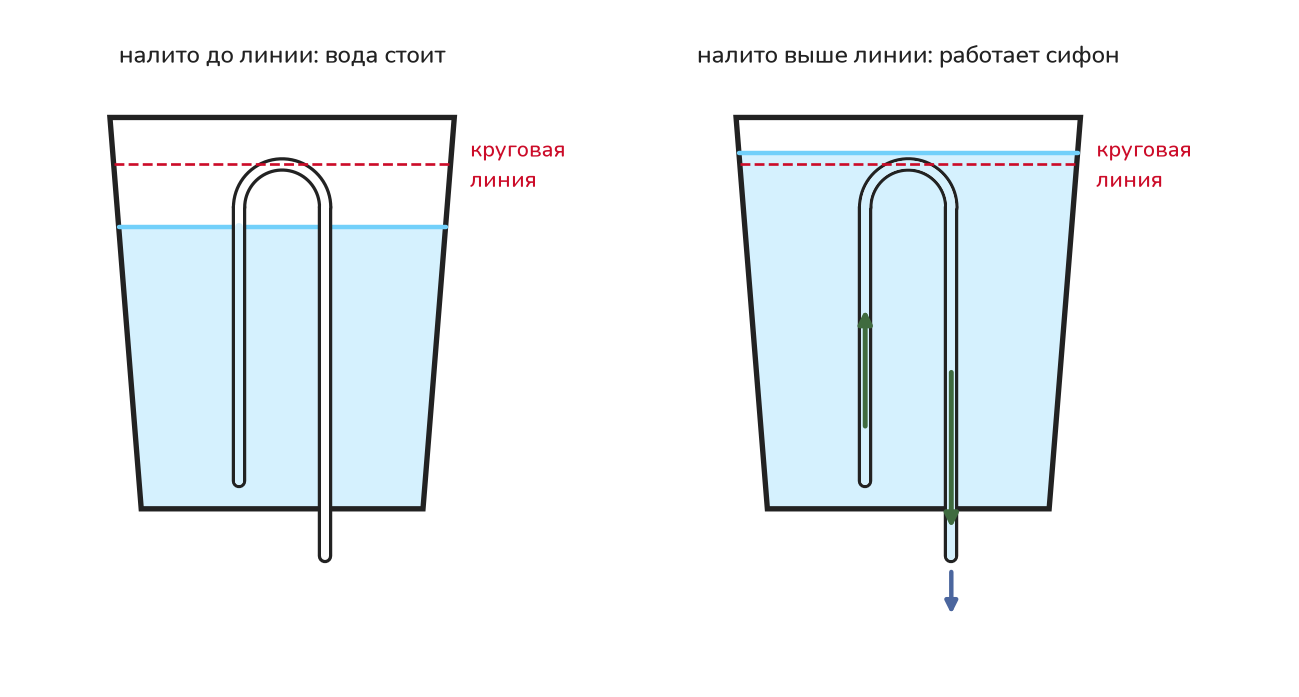 налито до линии: вода стоит
налито выше линии: работает сифон
круговая
линия
круговая
линия